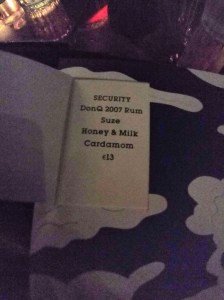 SECURITY
DonQ 2007 Rum
Suze
Honey & Milk
Cardamom
€13